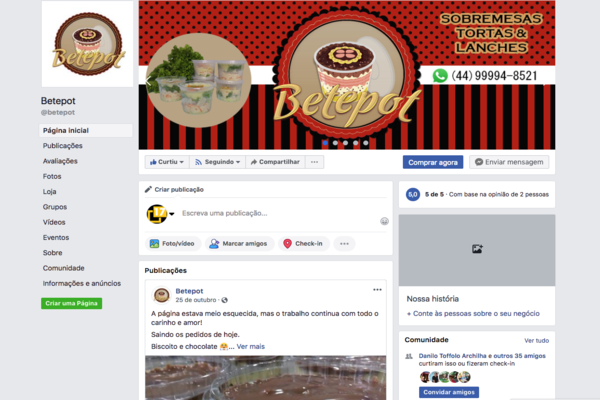 Betepot
SOBREMESAS
TORTAS &
LANCHES
(44) 99994-8521
Betepot
Betepot
@betepot
Página inicial
Publicações
Avaliações
Fotos
Loja
Grupos
Vídeos
Eventos
Sobre
Comunidade
Informações e anúncios
Criar uma Página
Curtiu
Seguindo
Compartilhar
Comprar agora
Enviar mensagem
Criar publicação
Escreva uma publicação...
Foto/vídeo
Marcar amigos
Check-in
Publicações
Betepot
25 de outubro ·
A página estava meio esquecida, mas o trabalho continua com todo o
carinho e amor!
Saindo os pedidos de hoje.
Biscoito e chocolate 🤗... Ver mais
5,0
5 de 5 · Com base na opinião de 2 pessoas
Nossa história
+ Conte às pessoas sobre o seu negócio
Comunidade
Ver tudo
Danilo Toffolo Archilha e outros 35 amigos
curtiram isso ou fizeram check-in
Convidar amigos